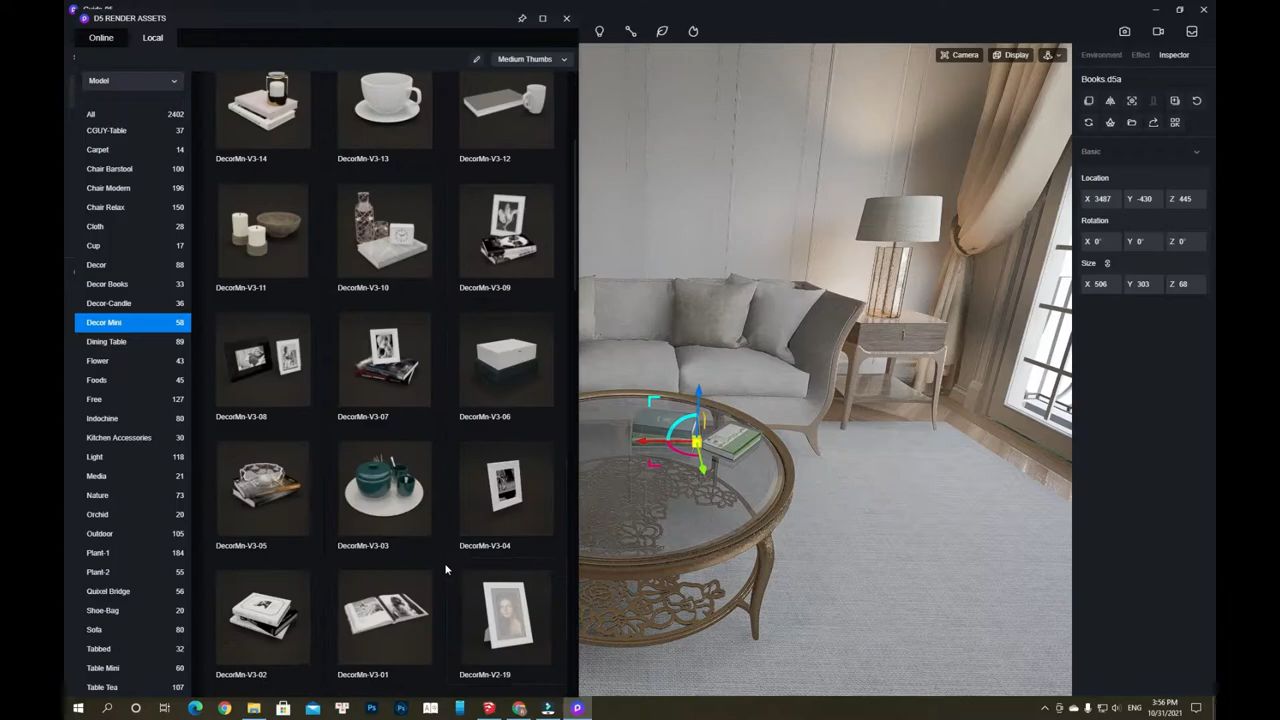 D5 RENDER ASSETS
Online
Local
Medium Thumbs
Model
All 2402
CGUY-Table 37
Carpet 14
Chair Barstool 100
Chair Modern 196
Chair Relax 150
Cloth 28
Cup 17
Decor 88
Decor Books 33
Decor-Candle 36
Decor Mini 58
Dining Table 89
Flower 43
Foods 45
Free 127
Indochine 80
Kitchen Accessories 30
Light 118
Media 21
Nature 73
Orchid 20
Outdoor 105
Plant-1 184
Plant-2 55
Quixel Bridge 56
Shoe-Bag 20
Sofa 80
Tabbed 32
Table Mini 60
Table Tea 107
DecorMn-V3-14
DecorMn-V3-13
DecorMn-V3-12
DecorMn-V3-11
DecorMn-V3-10
DecorMn-V3-09
DecorMn-V3-08
DecorMn-V3-07
DecorMn-V3-06
DecorMn-V3-05
DecorMn-V3-03
DecorMn-V3-04
DecorMn-V3-02
DecorMn-V3-01
DecorMn-V2-19
Camera
Display
Environment
Effect
Inspector
Books.d5a
Basic
Location
X 3487 Y -430 Z 445
Rotation
X 0° Y 0° Z 0°
Size
X 506 Y 303 Z 68
ENG
3:56 PM
10/31/2021